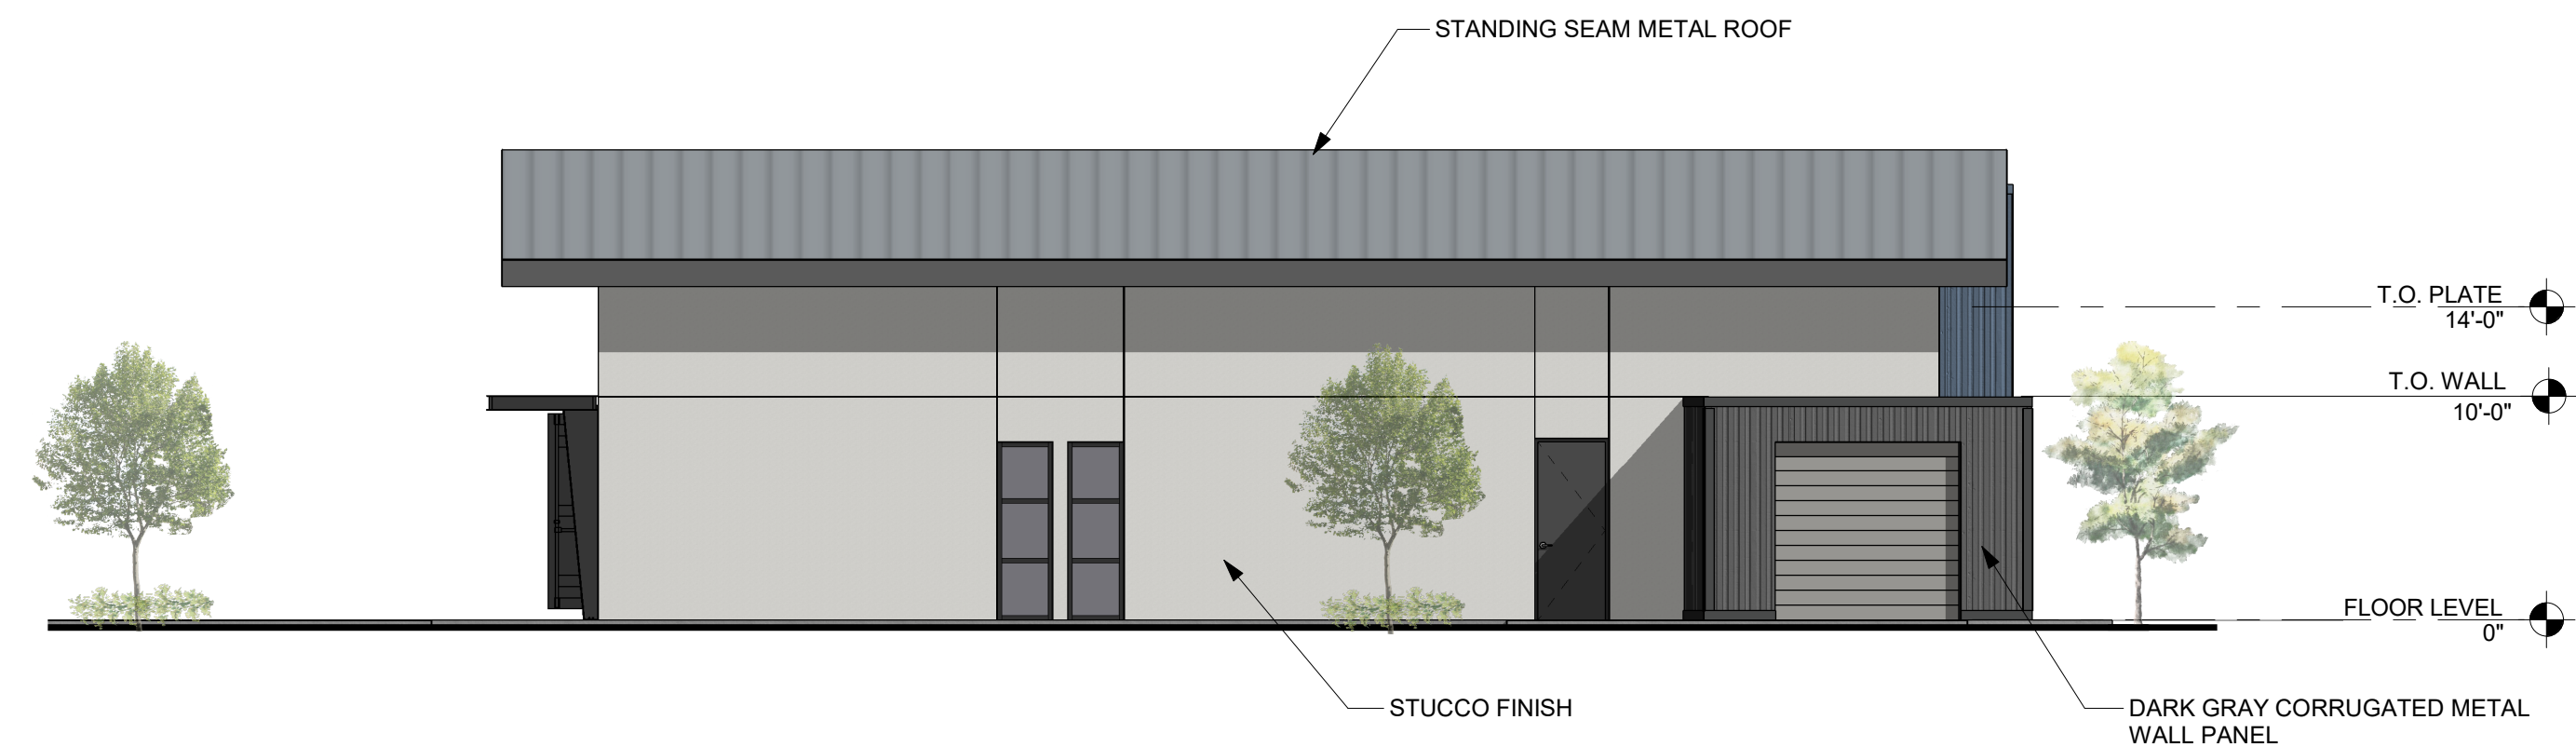 STANDING SEAM METAL ROOF
T.O. PLATE
14'-0"
T.O. WALL
10'-0"
FLOOR LEVEL
0"
STUCCO FINISH
DARK GRAY CORRUGATED METAL
WALL PANEL